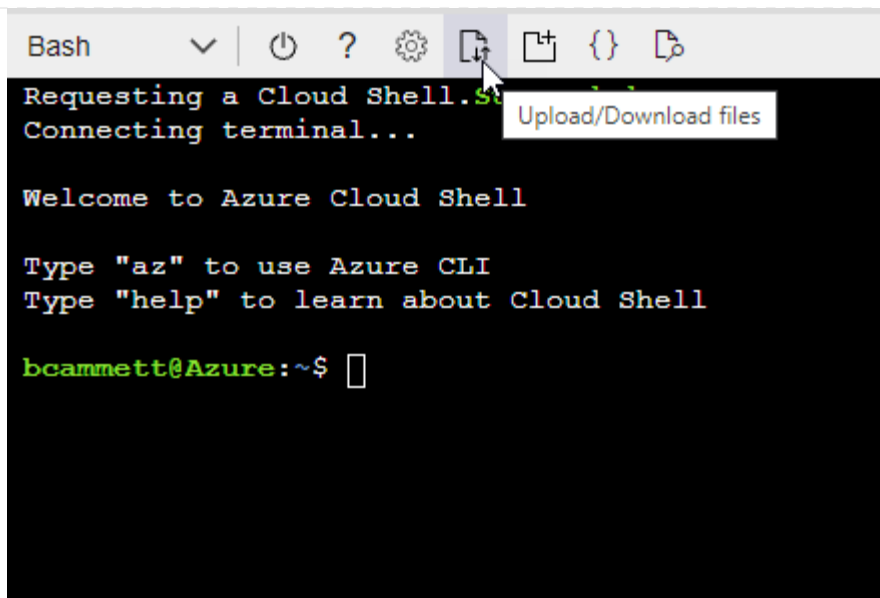 Bash
Requesting a Cloud Shell.
Upload/Download files
Connecting terminal...
Welcome to Azure Cloud Shell
Type "az" to use Azure CLI
Type "help" to learn about Cloud Shell
bcammett@Azure:~$